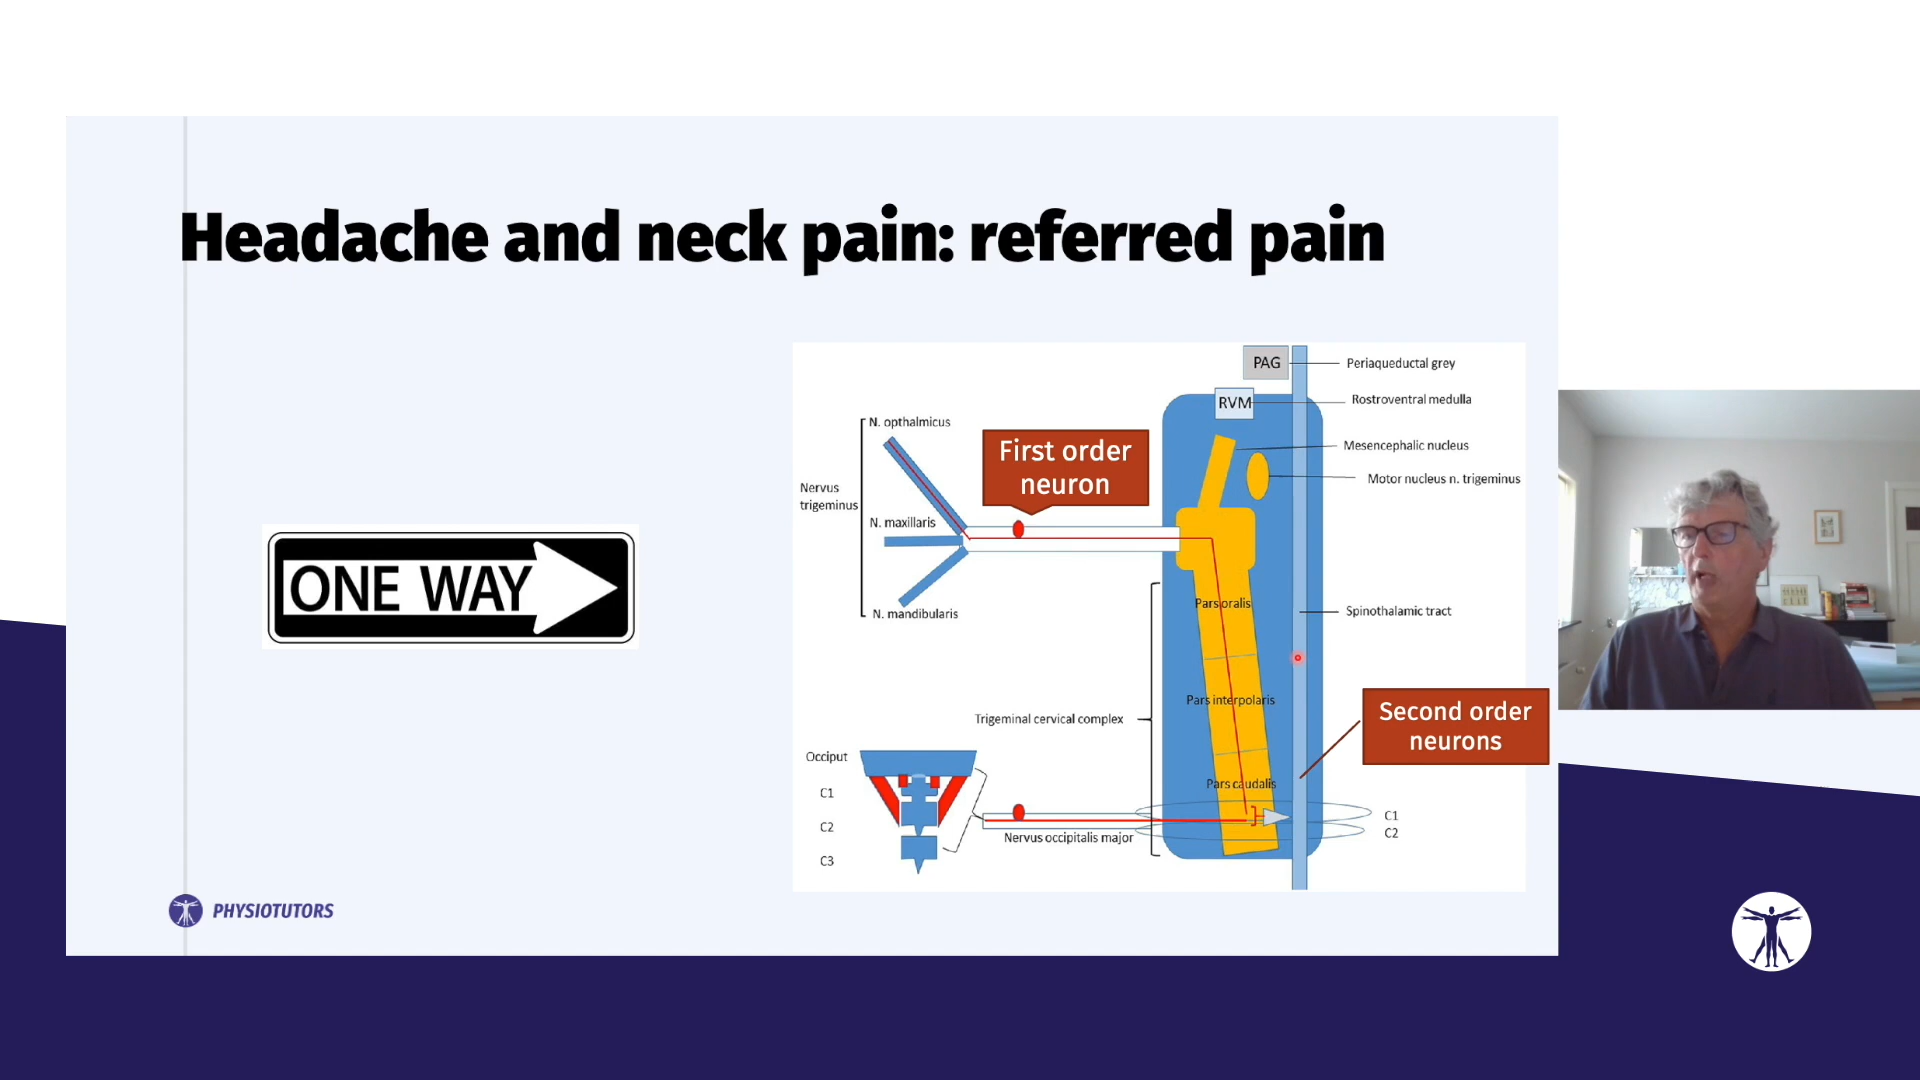 Headache and neck pain: referred pain
ONE WAY
PAG
Periaqueductal grey
RVM
Rostroventral medulla
N. opthalmicus
First order
neuron
Mesencephalic nucleus
Motor nucleus n. trigeminus
Nervus
trigeminus
N. maxillaris
N. mandibularis
Pars oralis
Spinothalamic tract
Pars interpolaris
Trigeminal cervical complex
Second order
neurons
Occiput
C1
C2
C3
Pars caudalis
Nervus occipitalis major
C1
C2
PHYSIOTUTORS